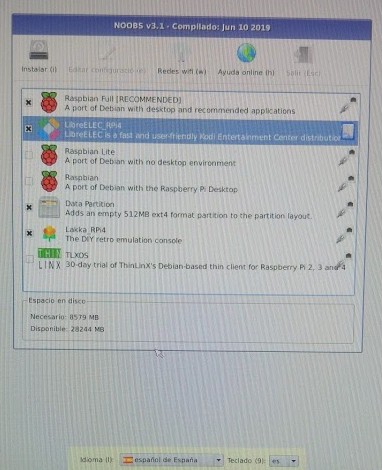 NOOBS v3.1 - Compilado: Jun 10 2019
Instalar (i)
Editar configuración (e)
Redes wifi (w)
Ayuda online (h)
Salir (Esc)
Raspbian Full [RECOMMENDED]
A port of Debian with desktop and recommended applications
LibreELEC_RPi4
LibreELEC is a fast and user-friendly Kodi Entertainment Center distributio
Raspbian Lite
A port of Debian with no desktop environment
Raspbian
A port of Debian with the Raspberry Pi Desktop
Data Partition
Adds an empty 512MB ext4 format partition to the partition layout.
Lakka_RPi4
The DIY retro emulation console
THIN
LINX
TLXOS
30-day trial of ThinLinX's Debian-based thin client for Raspberry Pi 2, 3 and 4
Espacio en disco
Necesario: 8579 MB
Disponible: 28244 MB
Idioma (l): español de España Teclado (9): es